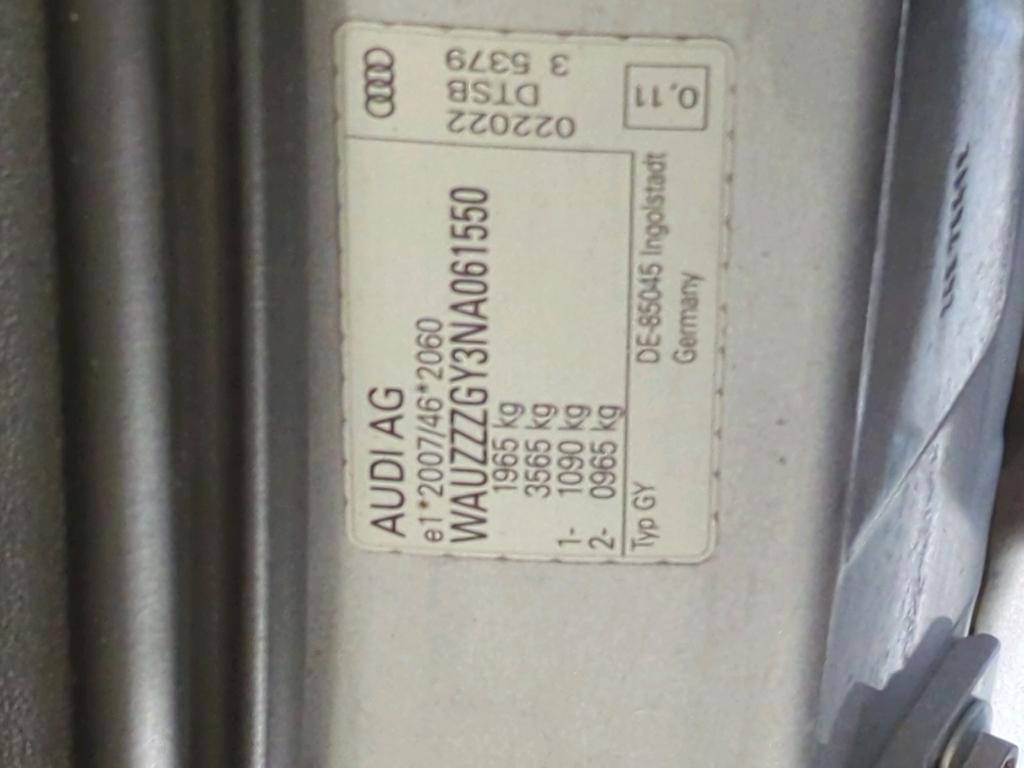 AUDI AG
e1*2007/46*2060
WAUZZZGY3NA061550
1965 kg
3565 kg
1- 1090 kg
2- 0965 kg
Typ GY
DE-85045 Ingolstadt
Germany
022022
DTSB
3 5379
0,11